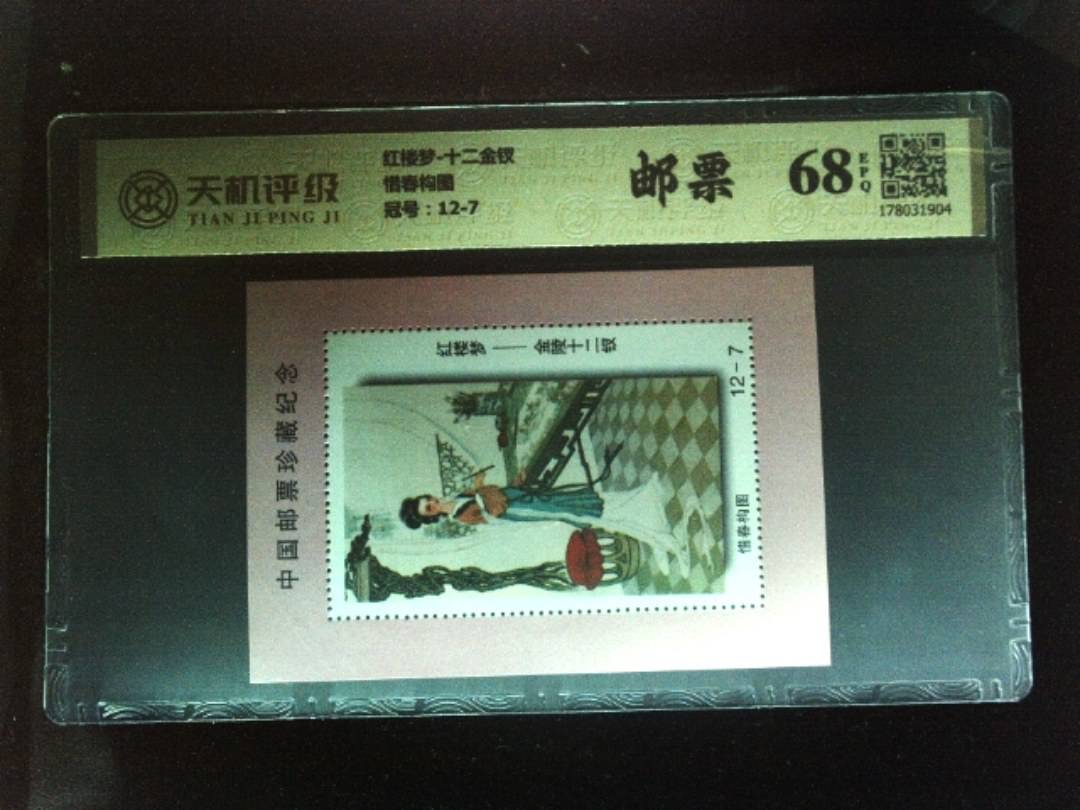 天机评级
TIAN JI PING JI
红楼梦-十二金钗
惜春构图
冠号：12-7
邮票
68
EPQ
178031904
中国邮票珍藏纪念
红楼梦——金陵十二钗
12-7
惜春构图